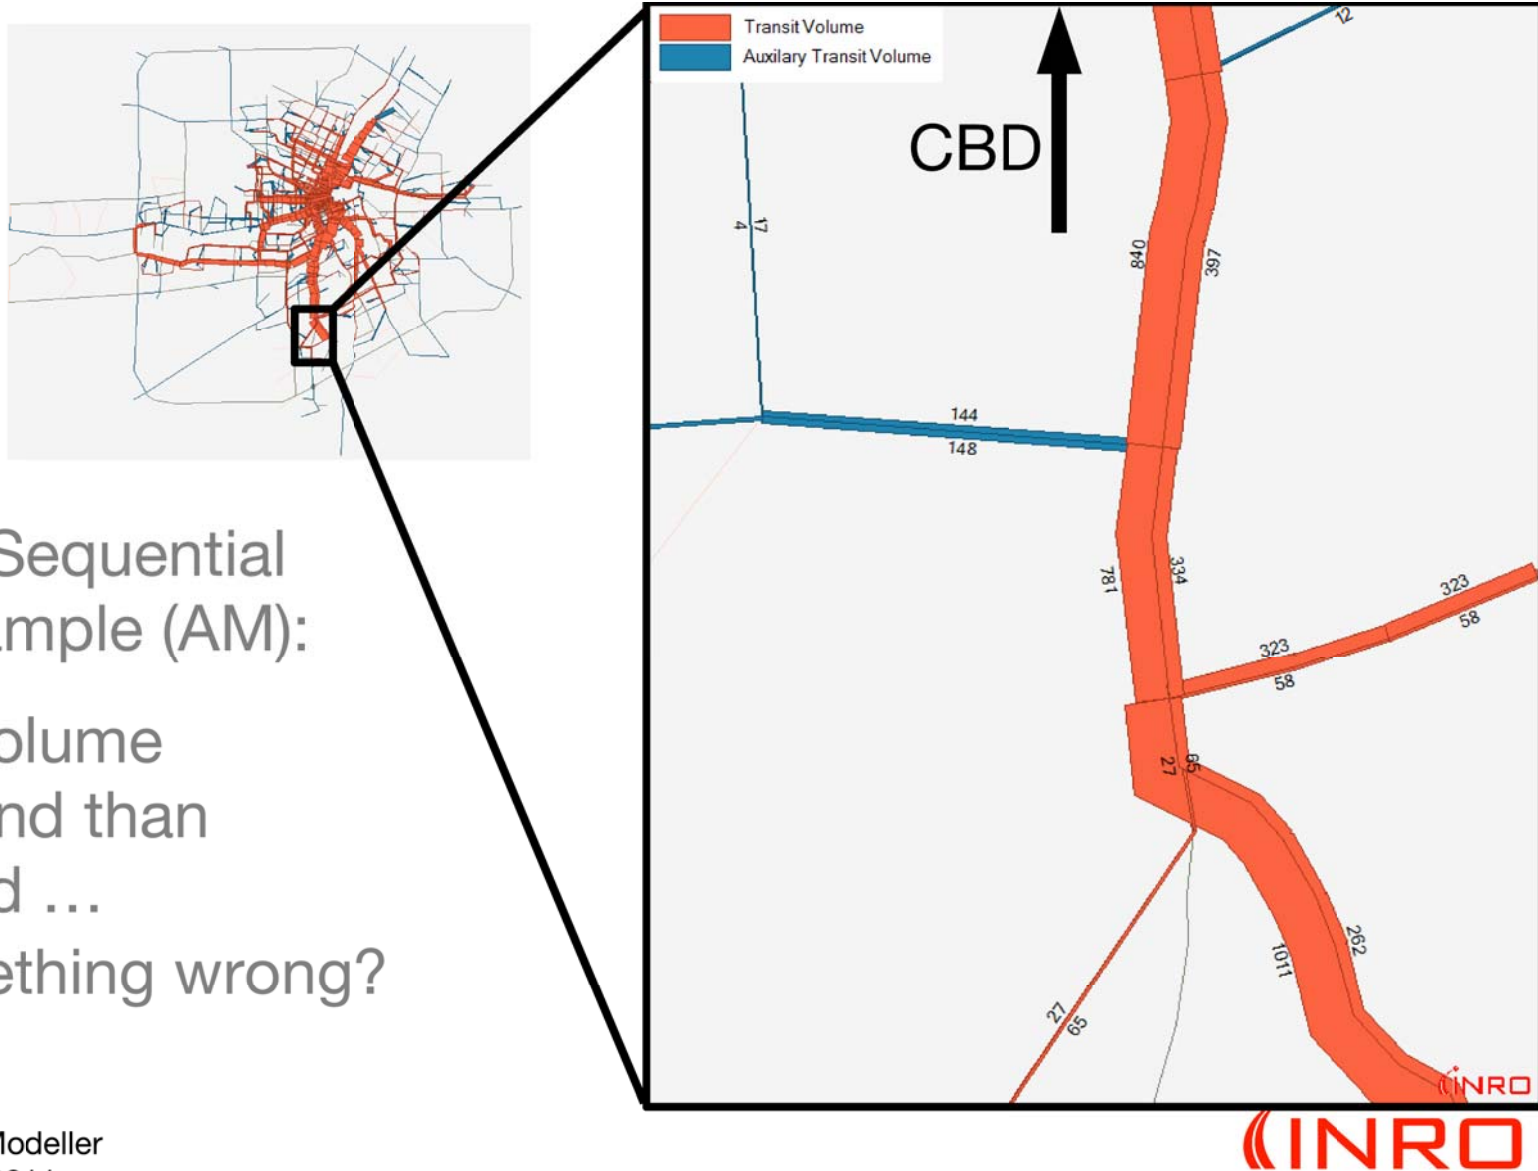 Transit Volume
Auxilary Transit Volume
CBD
12
17
4
840
397
144
148
781
334
323
58
323
58
27
65
1011
262
27
65
INRO
Sequential
ample (AM):
olume
nd than
d ...
ething wrong?
Modeller
INRO